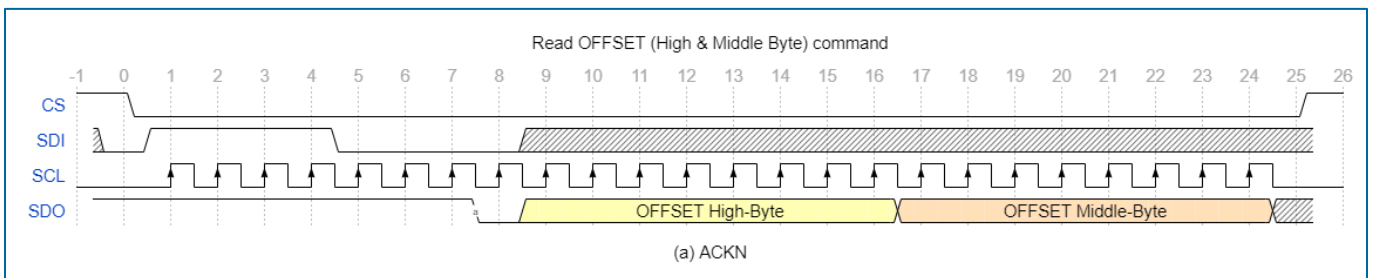 Read OFFSET (High & Middle Byte) command
-1 0 1 2 3 4 5 6 7 8 9 10 11 12 13 14 15 16 17 18 19 20 21 22 23 24 25 26
CS
SDI
SCL
SDO a OFFSET High-Byte OFFSET Middle-Byte
(a) ACKN